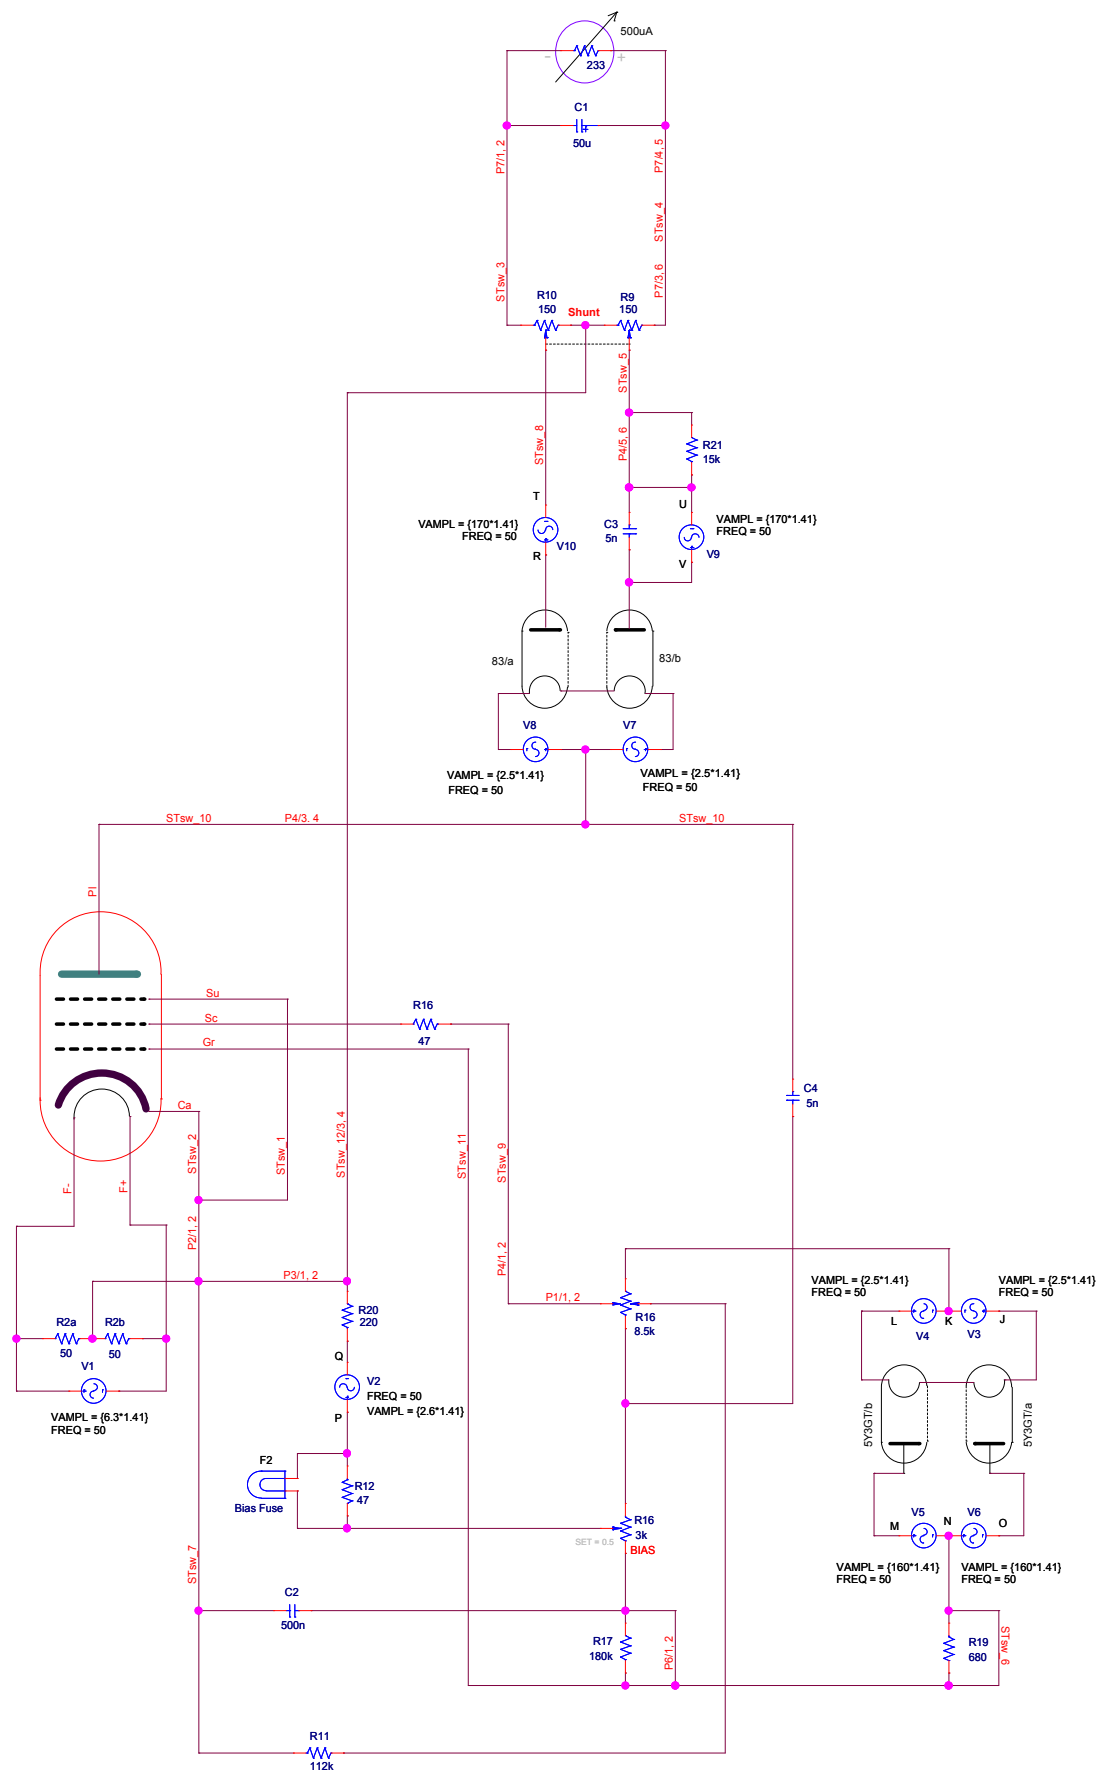 500uA
-
+
233
C1
50u
P7/1, 2
P7/4, 5
STsw_4
STsw_3
P7/3, 6
R10
150
Shunt
R9
150
STsw_5
STsw_8
P4/5, 6
R21
15k
T
U
VAMPL = {170*1.41}
FREQ = 50
V10
R
C3
5n
VAMPL = {170*1.41}
FREQ = 50
V9
V
83/a
83/b
V8
V7
VAMPL = {2.5*1.41}
FREQ = 50
VAMPL = {2.5*1.41}
FREQ = 50
STsw_10
P4/3. 4
STsw_10
Pl
Su
Sc
Gr
Ca
R16
47
C4
5n
STsw_2
STsw_1
STsw_12/3, 4
STsw_11
STsw_9
F-
F+
P2/1, 2
P4/1, 2
P3/1, 2
P1/1, 2
R16
8.5k
R20
220
R2a
50
R2b
50
V1
VAMPL = {6.3*1.41}
FREQ = 50
Q
V2
FREQ = 50
VAMPL = {2.6*1.41}
P
VAMPL = {2.5*1.41}
FREQ = 50
VAMPL = {2.5*1.41}
FREQ = 50
L
K
J
V4
V3
5Y3GT/b
5Y3GT/a
F2
Bias Fuse
R12
47
R16
3k
SET = 0.5
BIAS
M
V5
N
V6
O
VAMPL = {160*1.41}
FREQ = 50
VAMPL = {160*1.41}
FREQ = 50
STsw_7
C2
500n
R17
180k
P6/1, 2
R19
680
STsw_6
R11
112k